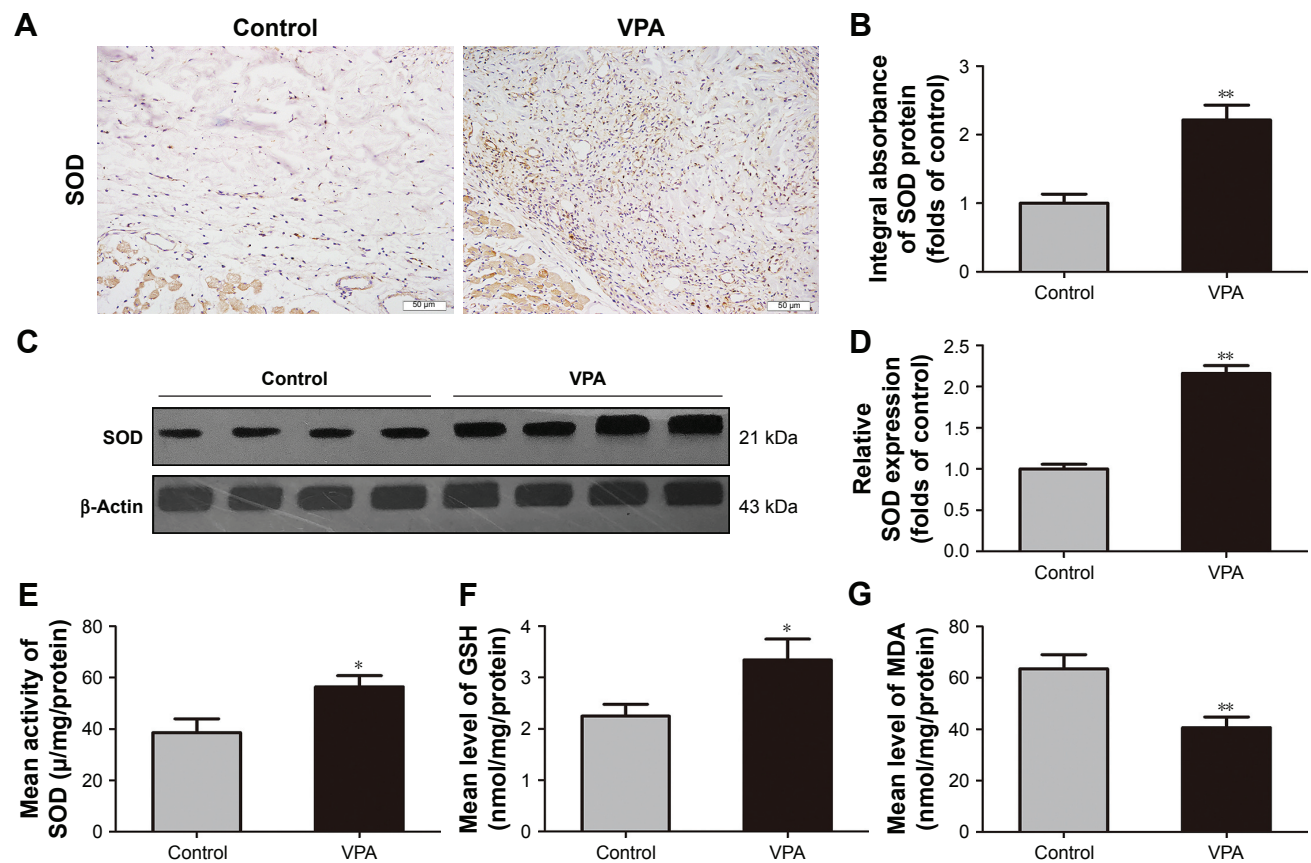 A
Control
VPA
SOD
50 µm
50 µm
B
Integral absorbance
of SOD protein
(folds of control)
3
2
1
0
**
Control
VPA
C
Control
VPA
SOD
21 kDa
β-Actin
43 kDa
D
Relative
SOD expression
(folds of control)
2.5
2.0
1.5
1.0
0.5
0.0
**
Control
VPA
E
Mean activity of
SOD (µ/mg/protein)
80
60
40
20
0
*
Control
VPA
F
Mean level of GSH
(nmol/mg/protein)
4
3
2
1
0
*
Control
VPA
G
Mean level of MDA
(nmol/mg/protein)
80
60
40
20
0
**
Control
VPA